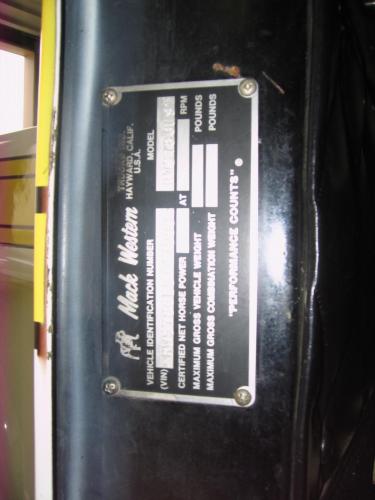 Mack Western
TRUCKS, INC.
HAYWARD, CALIF.
U.S.A.
VEHICLE IDENTIFICATION NUMBER MODEL
(VIN)
CERTIFIED NET HORSE POWER AT RPM
MAXIMUM GROSS VEHICLE WEIGHT POUNDS
MAXIMUM GROSS COMBINATION WEIGHT POUNDS
"PERFORMANCE COUNTS"